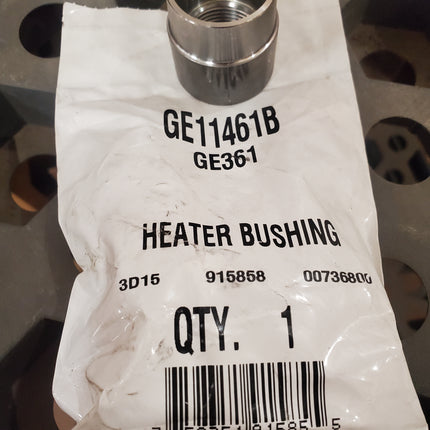 GE11461B
GE361
HEATER BUSHING
3D15 915858 00736800
QTY. 1